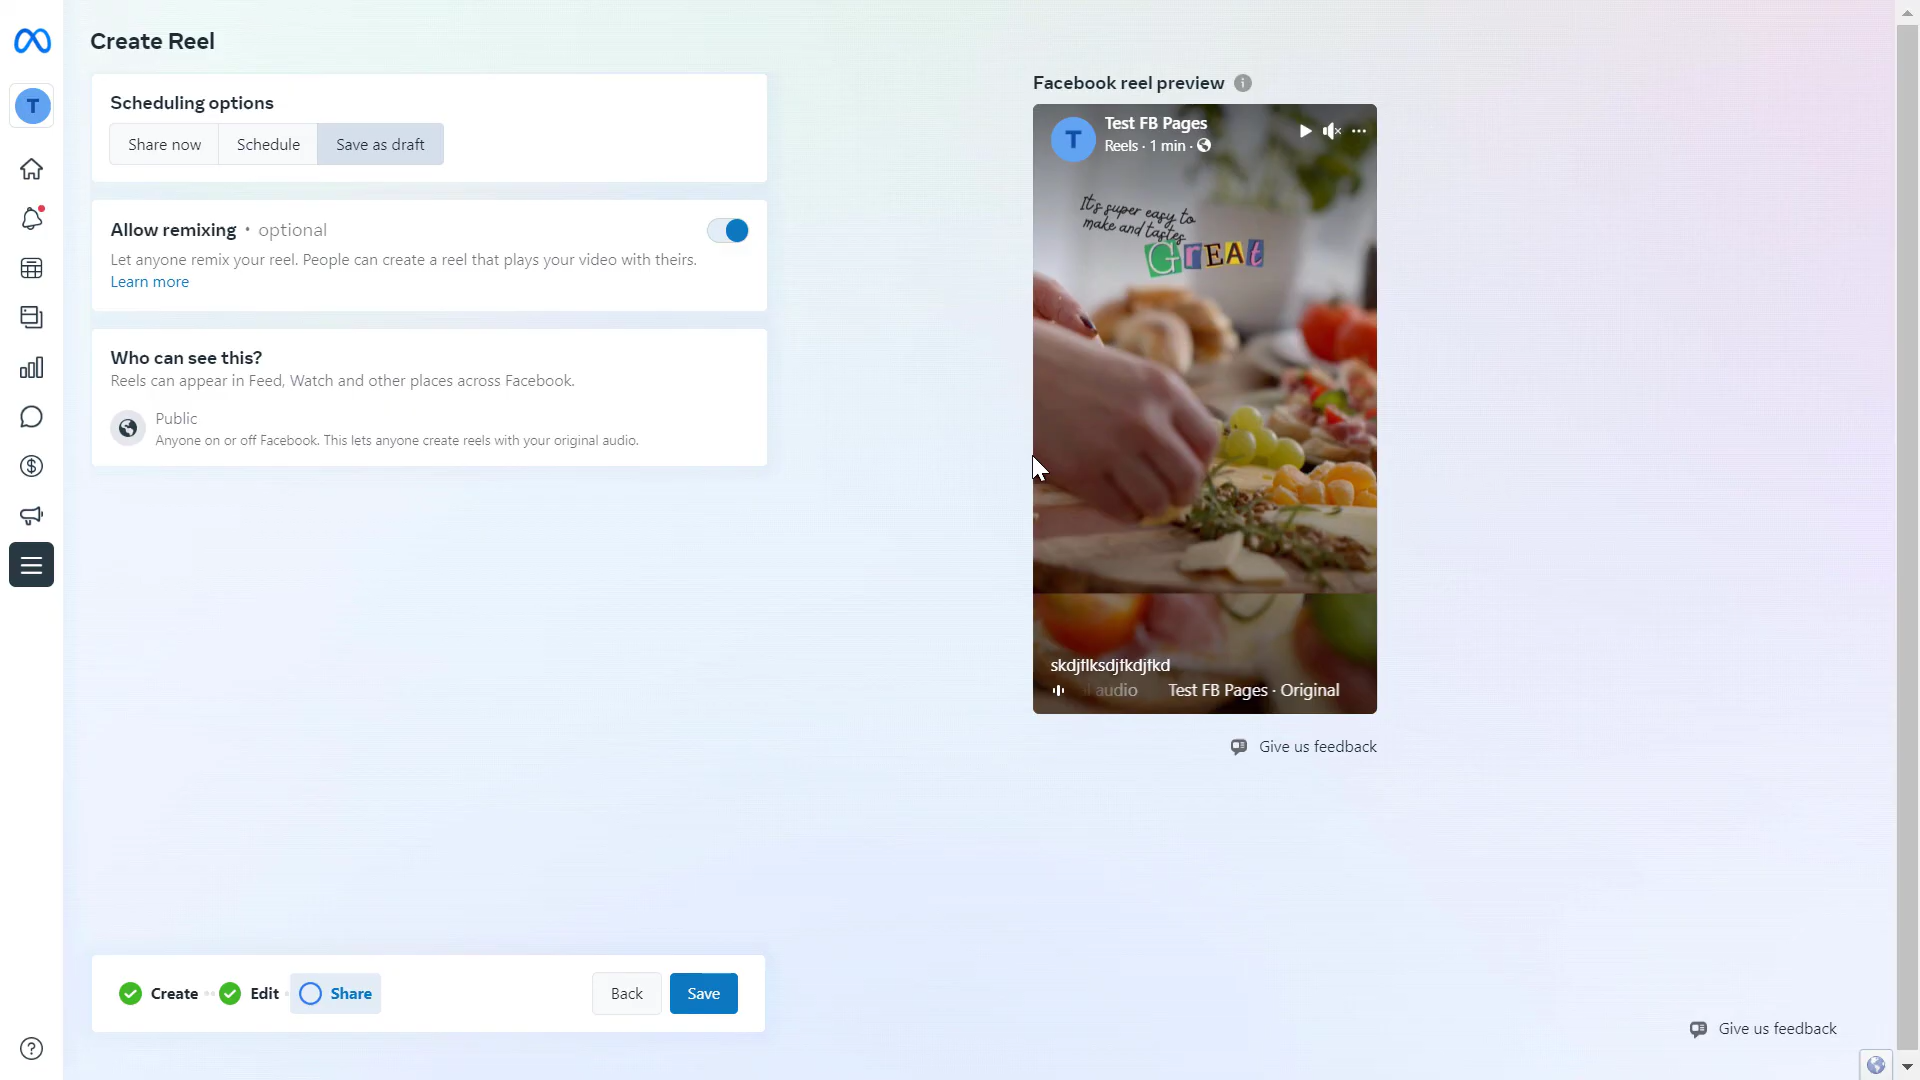 Create Reel
T
Scheduling options
Share now
Schedule
Save as draft
Allow remixing • optional
Let anyone remix your reel. People can create a reel that plays your video with theirs.
Learn more
Who can see this?
Reels can appear in Feed, Watch and other places across Facebook.
Public
Anyone on or off Facebook. This lets anyone create reels with your original audio.
Create
Edit
Share
Back
Save
Facebook reel preview
T
Test FB Pages
Reels · 1 min ·
It's super easy to
make and tastes
GrEAt
skdjflksdjfkdjfkd
l audio Test FB Pages · Original
Give us feedback
Give us feedback